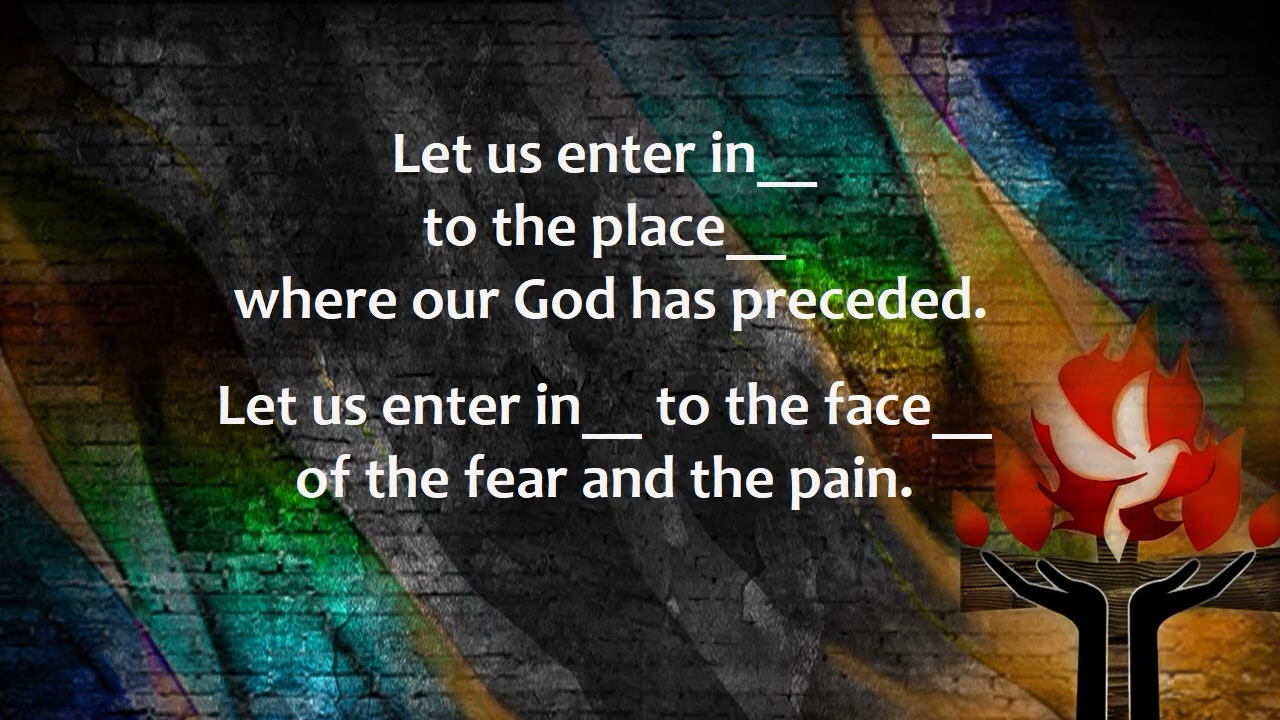 Let us enter in__
to the place__
where our God has preceded.
Let us enter in__ to the face__
of the fear and the pain.